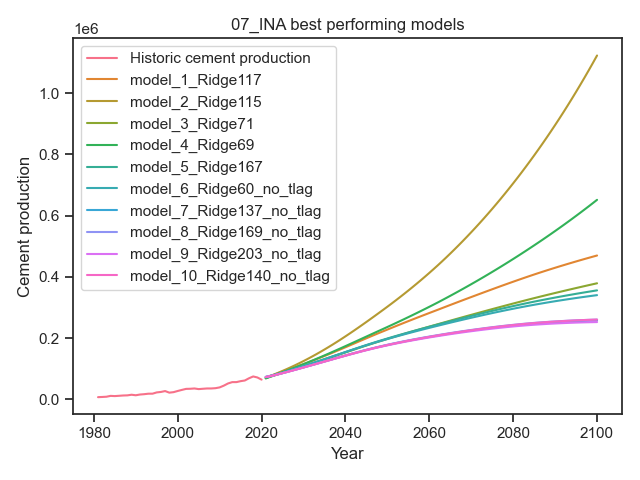 07_INA best performing models
1e6
Historic cement production
model_1_Ridge117
model_2_Ridge115
model_3_Ridge71
model_4_Ridge69
model_5_Ridge167
model_6_Ridge60_no_tlag
model_7_Ridge137_no_tlag
model_8_Ridge169_no_tlag
model_9_Ridge203_no_tlag
model_10_Ridge140_no_tlag
Cement production
1.0
0.8
0.6
0.4
0.2
0.0
1980 2000 2020 2040 2060 2080 2100
Year